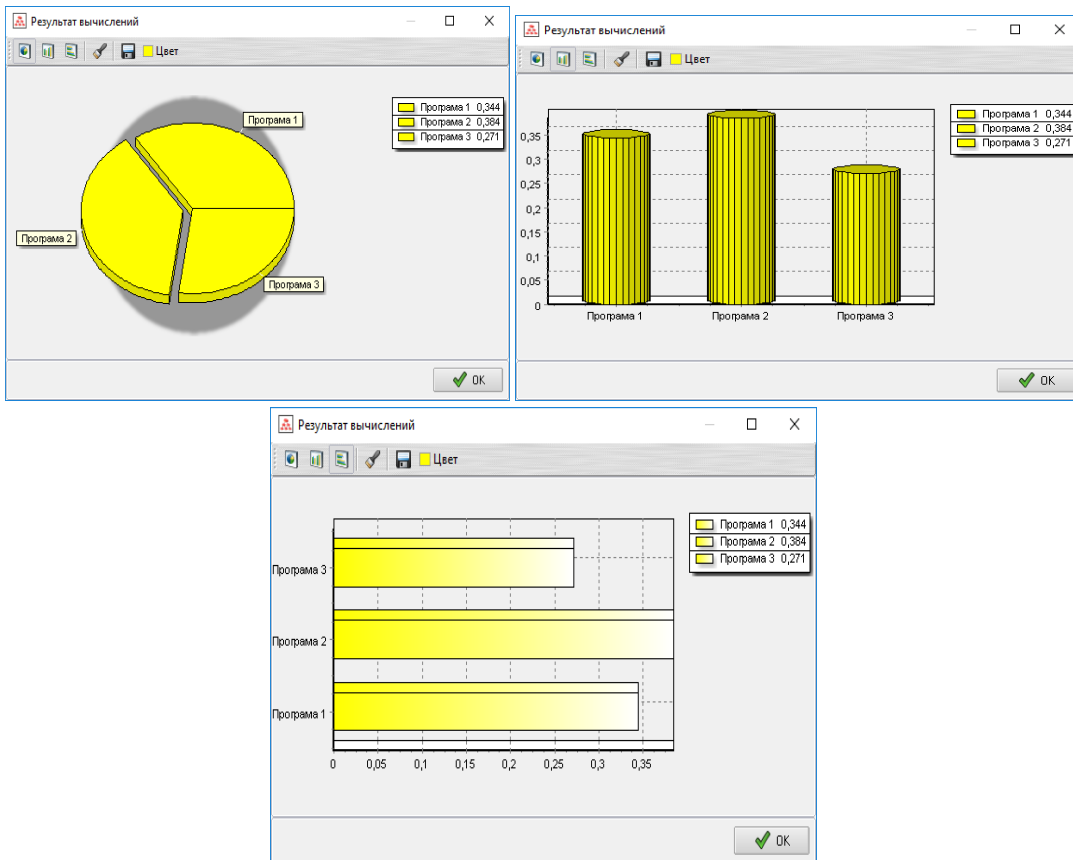 Результат вычислений
Цвет
Програма 1 0,344
Програма 2 0,384
Програма 3 0,271
Програма 1
Програма 2
Програма 3
OK
Результат вычислений
Цвет
Програма 1 0,344
Програма 2 0,384
Програма 3 0,271
0,35
0,3
0,25
0,2
0,15
0,1
0,05
0
Програма 1 Програма 2 Програма 3
OK
Результат вычислений
Цвет
Програма 1 0,344
Програма 2 0,384
Програма 3 0,271
Програма 3
Програма 2
Програма 1
0 0,05 0,1 0,15 0,2 0,25 0,3 0,35
OK